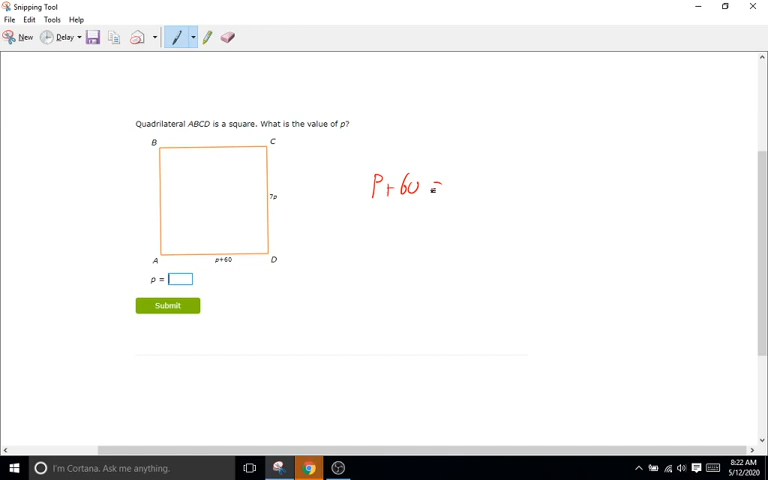 Snipping Tool
File Edit Tools Help
New Delay
Quadrilateral ABCD is a square. What is the value of p?
B C
7p
A p+60 D
p =
Submit
P+60 =
I'm Cortana. Ask me anything.
8:22 AM
5/12/2020